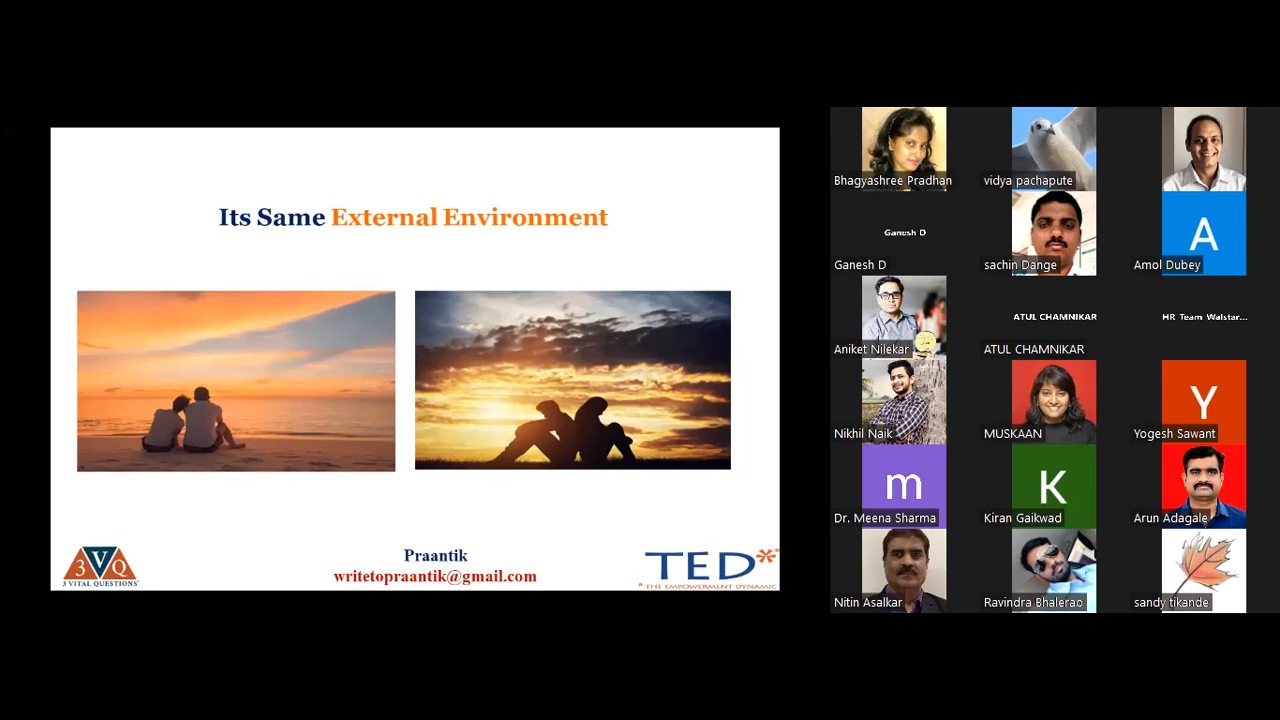 Its Same External Environment
3VQ
3 VITAL QUESTIONS
Praantik
writetopraantik@gmail.com
TED*
* THE EMPOWERMENT DYNAMIC
Bhagyashree Pradhan
vidya pachapute
Ganesh D
Ganesh D
sachin Dange
A
Amol Dubey
Aniket Nilekar
ATUL CHAMNIKAR
ATUL CHAMNIKAR
HR Team Walstar...
Nikhil Naik
MUSKAAN
Y
Yogesh Sawant
m
Dr. Meena Sharma
K
Kiran Gaikwad
Arun Adagale
Nitin Asalkar
Ravindra Bhalerao
sandy tikande